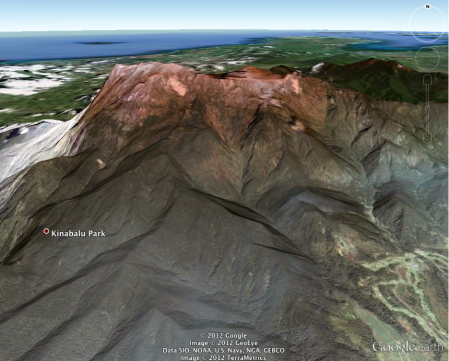 N
Kinabalu Park
© 2012 Google
Image © 2012 GeoEye
Data SIO, NOAA, U.S. Navy, NGA, GEBCO
Image © 2012 TerraMetrics
Google earth